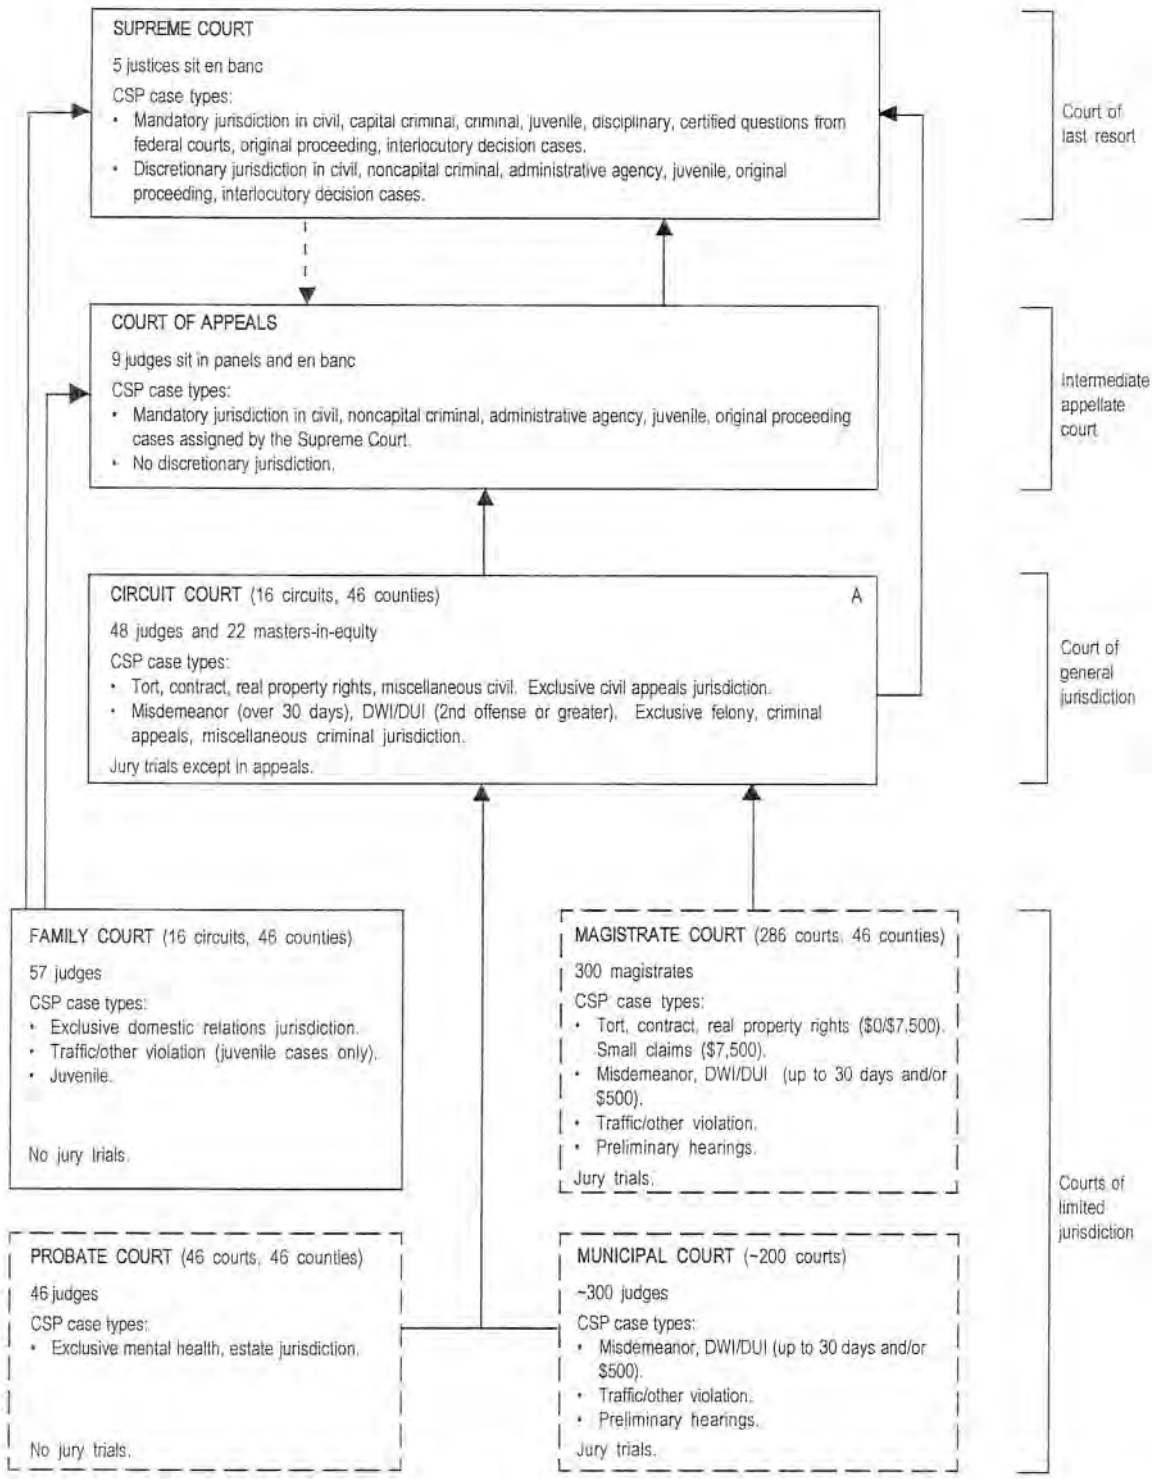 SUPREME COURT
5 justices sit en banc
CSP case types:
• Mandatory jurisdiction in civil, capital criminal, criminal, juvenile, disciplinary, certified questions from
federal courts, original proceeding, interlocutory decision cases.
• Discretionary jurisdiction in civil, noncapital criminal, administrative agency, juvenile, original
proceeding, interlocutory decision cases.
Court of
last resort
COURT OF APPEALS
9 judges sit in panels and en banc
CSP case types:
• Mandatory jurisdiction in civil, noncapital criminal, administrative agency, juvenile, original proceeding
cases assigned by the Supreme Court.
• No discretionary jurisdiction.
Intermediate
appellate
court
CIRCUIT COURT (16 circuits, 46 counties) A
48 judges and 22 masters-in-equity
CSP case types:
• Tort, contract, real property rights, miscellaneous civil. Exclusive civil appeals jurisdiction.
• Misdemeanor (over 30 days), DWI/DUI (2nd offense or greater). Exclusive felony, criminal
appeals, miscellaneous criminal jurisdiction.
Jury trials except in appeals.
Court of
general
jurisdiction
FAMILY COURT (16 circuits, 46 counties)
57 judges
CSP case types:
• Exclusive domestic relations jurisdiction.
• Traffic/other violation (juvenile cases only).
• Juvenile.
No jury trials.
MAGISTRATE COURT (286 courts, 46 counties)
300 magistrates
CSP case types:
• Tort, contract, real property rights ($0/$7,500).
Small claims ($7,500).
• Misdemeanor, DWI/DUI (up to 30 days and/or
$500).
• Traffic/other violation.
• Preliminary hearings.
Jury trials.
PROBATE COURT (46 courts, 46 counties)
46 judges
CSP case types:
• Exclusive mental health, estate jurisdiction.
No jury trials.
MUNICIPAL COURT (~200 courts)
~300 judges
CSP case types:
• Misdemeanor, DWI/DUI (up to 30 days and/or
$500).
• Traffic/other violation.
• Preliminary hearings.
Jury trials.
Courts of
limited
jurisdiction